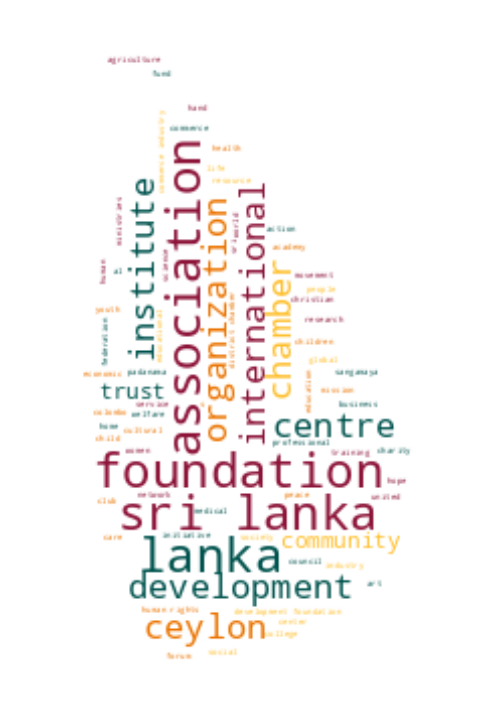 agriculture
fund
hand
commerce
commerce industry
health
life
resource
association
institute
organization
international
ministries
world
sri
action
academy
science
human
al
chamber
movement
people
christian
district chamber
youth
educational
research
federation
children
global
economic
padanama
sangamaya
education
trust
mission
service
business
colombo
welfare
home
centre
cultural
child
professional
women
training
charity
foundation
hope
network
peace
united
club
sri lanka
medical
care
initiative
society
community
lanka
council
industry
development
art
human rights
development foundation
center
ceylon
college
social
forum